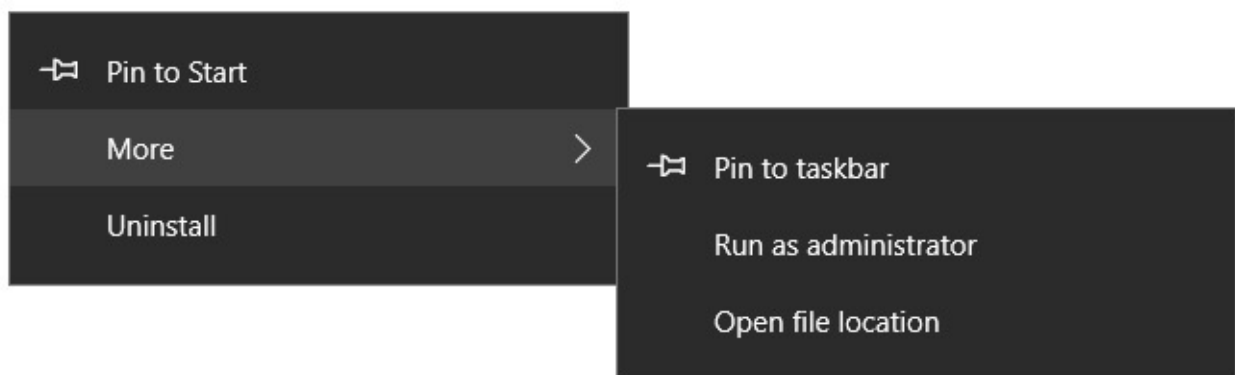 Pin to Start
More
Uninstall
Pin to taskbar
Run as administrator
Open file location